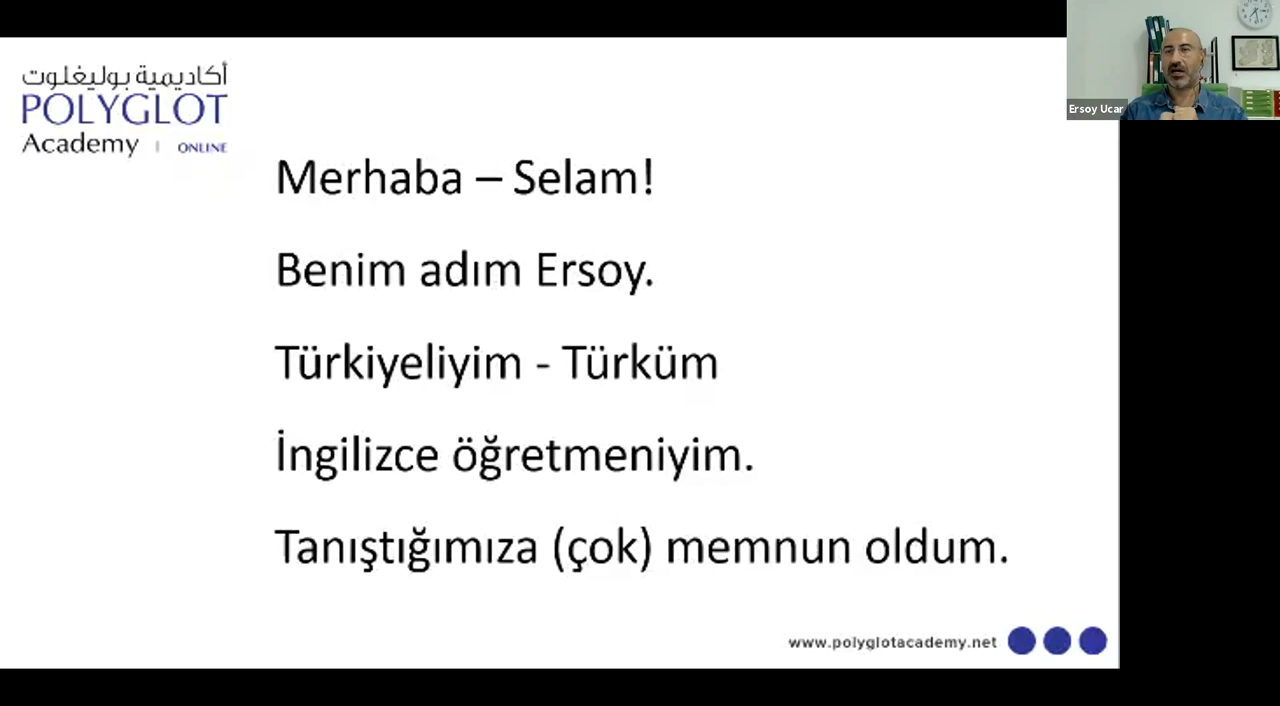 أكاديمية بوليغلوت
POLYGLOT
Academy | ONLINE
Ersoy Ucar
Merhaba – Selam!
Benim adım Ersoy.
Türkiyeliyim - Türküm
İngilizce öğretmeniyim.
Tanıştığımıza (çok) memnun oldum.
www.polyglotacademy.net